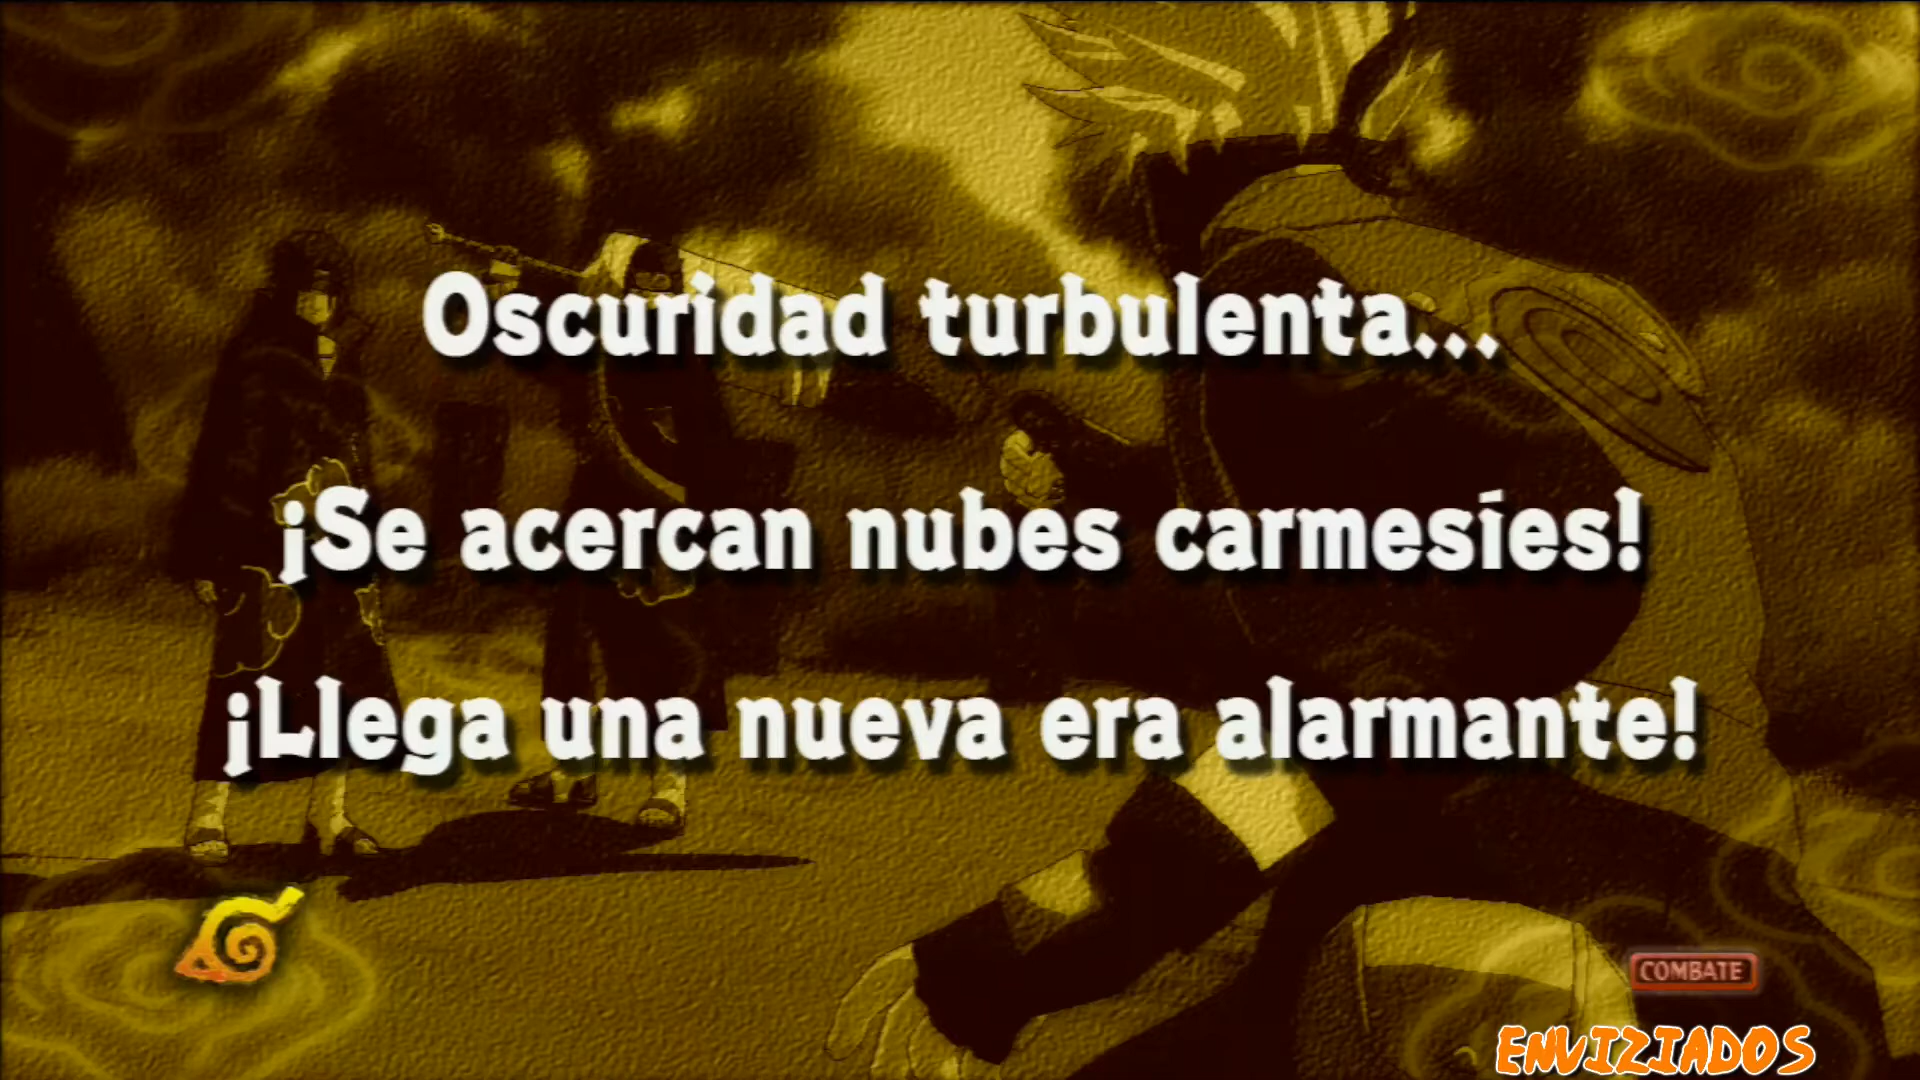 Oscuridad turbulenta...
¡Se acercan nubes carmesíes!
¡Llega una nueva era alarmante!
COMBATE
ENVIZIADOS